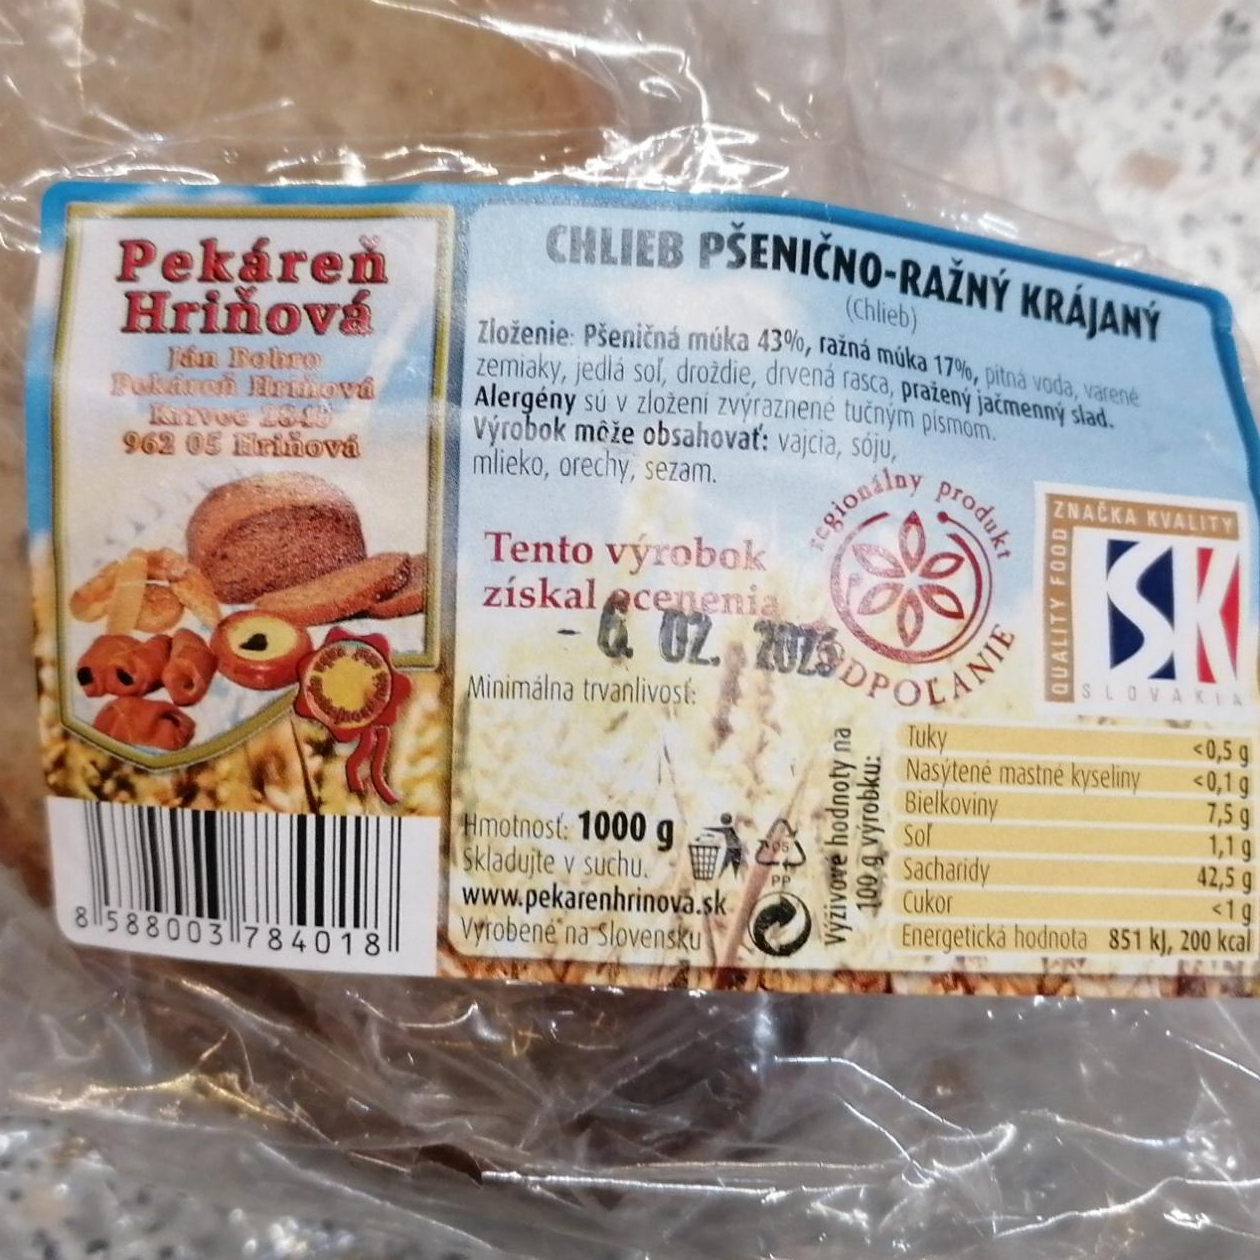 Pekáreň
Hriňová
Ján Bohro
Pekáreň Hriňová
Krivec
962 05 Hriňová
CHLIEB PŠENIČNO-RAŽNÝ KRÁJANÝ
(Chlieb)
Zloženie: Pšeničná múka 43%, ražná múka 17%, pitná voda, varené
zemiaky, jedlá soľ, droždie, drvená rasca, pražený jačmenný slad.
Alergény sú v zložení zvýraznené tučným písmom.
Výrobok môže obsahovať: vajcia, sóju,
mlieko, orechy, sezam.
Tento výrobok
získal ocenenia
- 6. 02.
Minimálna trvanlivosť:
regionálny produkt
PODPOĽANIE
ZNAČKA KVALITY
QUALITY FOOD
SK
SLOVAKIA
Hmotnosť: 1000 g
Skladujte v suchu.
www.pekarenhrinova.sk
Vyrobené na Slovensku
05
PP
Výživové hodnoty na
100 g výrobku:
Tuky <0,5 g
Nasýtené mastné kyseliny <0,1 g
Bielkoviny 7,5 g
Soľ 1,1 g
Sacharidy 42,5 g
Cukor <1 g
Energetická hodnota 851 kJ, 200 kcal
8 588003 784018